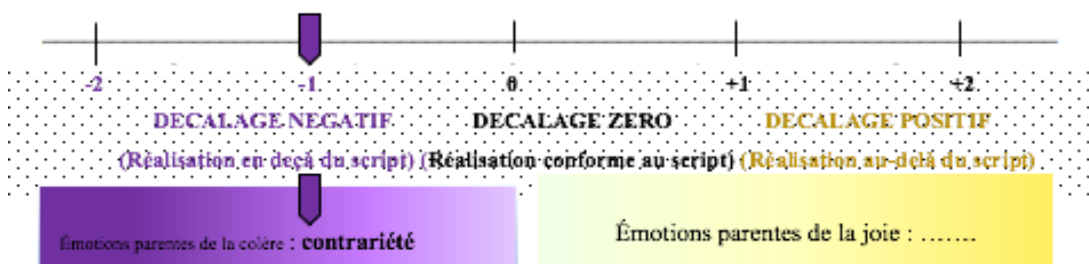 -2 -1 0 +1 +2
DECALAGE NEGATIF DECALAGE ZERO DECALAGE POSITIF
(Réalisation en deçà du script) (Réalisation conforme au script) (Réalisation au-delà du script)
Émotions parentes de la colère : contrariété
Émotions parentes de la joie : .......